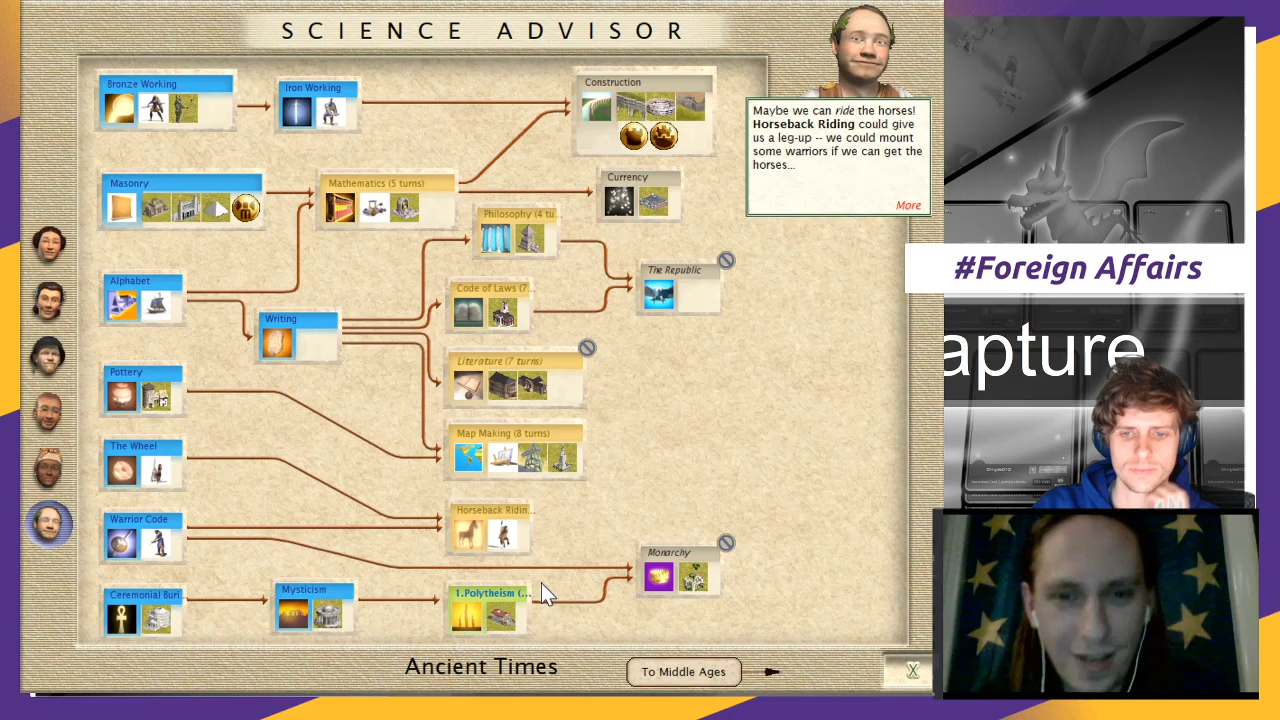 SCIENCE ADVISOR
Bronze Working
Iron Working
Construction
Maybe we can ride the horses!
Horseback Riding could give
us a leg-up -- we could mount
some warriors if we can get the
horses...
More
Masonry
Mathematics (5 turns)
Currency
Philosophy (4 tu...
Alphabet
Code of Laws (7...
The Republic
Writing
Literature (7 turns)
Pottery
Map Making (8 turns)
The Wheel
Warrior Code
Horseback Ridin...
Monarchy
Ceremonial Buri...
Mysticism
1.Polytheism (...
Ancient Times
To Middle Ages
X
#Foreign Affairs
apture